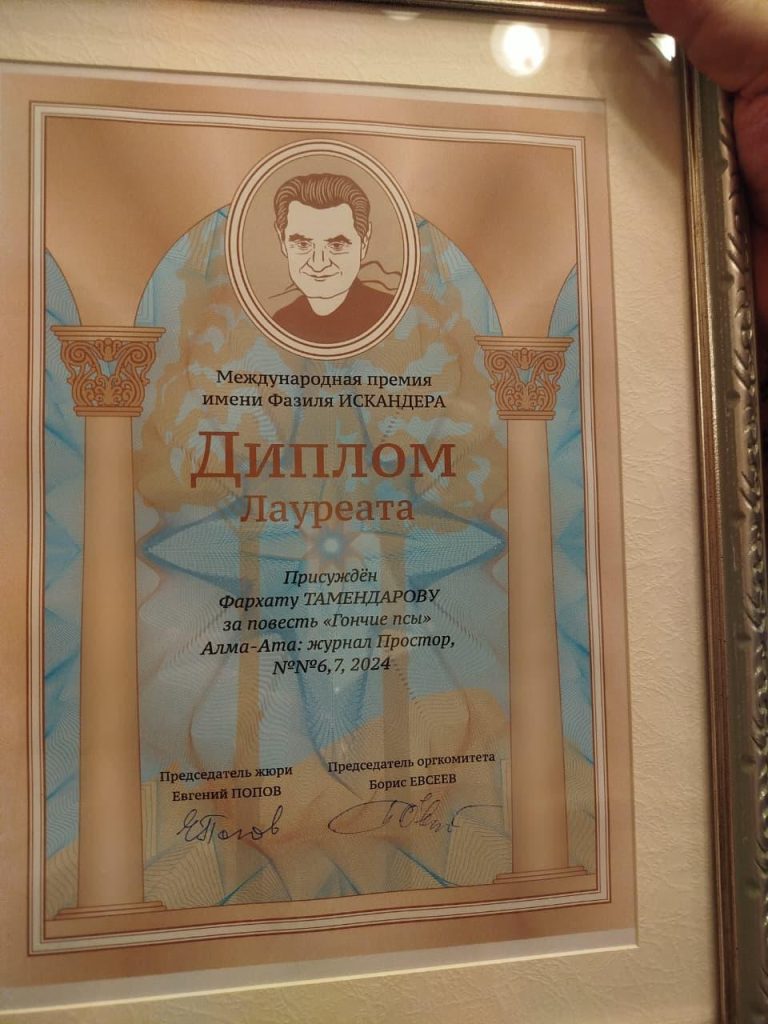 Международная премия
имени Фазиля ИСКАНДЕРА
Диплом
Лауреата
Присуждён
Фархату ТАМЕНДАРОВУ
за повесть «Гончие псы»
Алма-Ата: журнал Простор,
№№6,7, 2024
Председатель жюри
Евгений ПОПОВ
Председатель оргкомитета
Борис ЕВСЕЕВ
ЕПопов